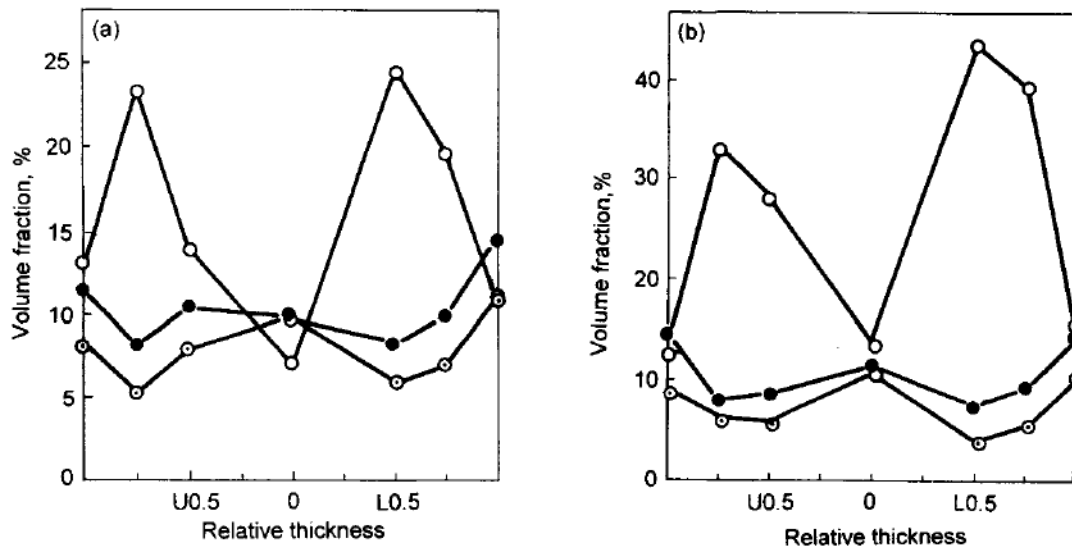 (a)
Volume fraction, %
25
20
15
10
5
0
U0.5 0 L0.5
Relative thickness
(b)
Volume fraction, %
40
30
20
10
0
U0.5 0 L0.5
Relative thickness